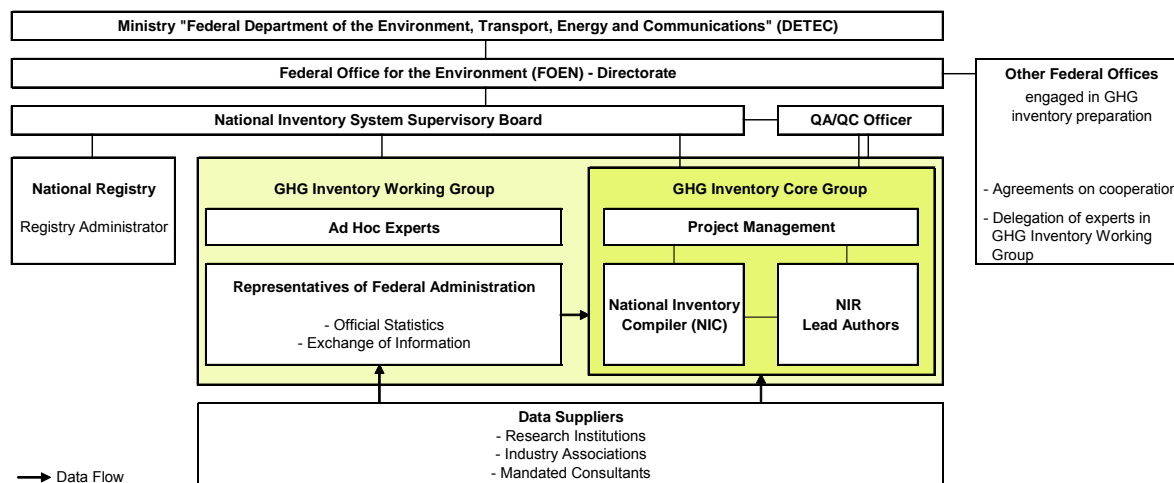 Ministry "Federal Department of the Environment, Transport, Energy and Communications" (DETEC)
Federal Office for the Environment (FOEN) - Directorate
Other Federal Offices
engaged in GHG
inventory preparation
- Agreements on cooperation
- Delegation of experts in
GHG Inventory Working
Group
National Inventory System Supervisory Board
QA/QC Officer
National Registry
Registry Administrator
GHG Inventory Working Group
Ad Hoc Experts
Representatives of Federal Administration
- Official Statistics
- Exchange of Information
GHG Inventory Core Group
Project Management
National Inventory
Compiler (NIC)
NIR
Lead Authors
Data Suppliers
- Research Institutions
- Industry Associations
- Mandated Consultants
Data Flow